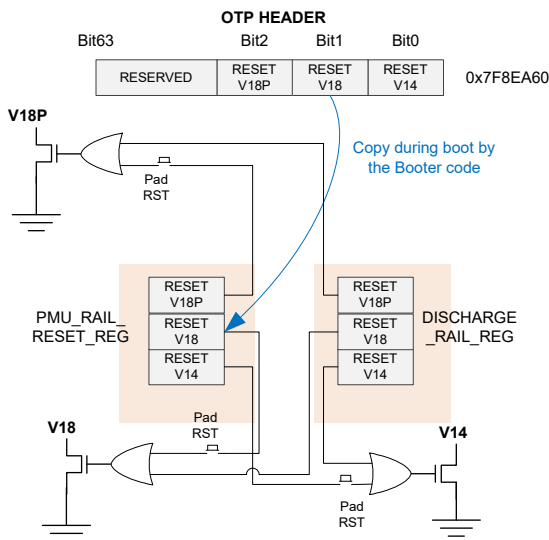 OTP HEADER
Bit63
Bit2
Bit1
Bit0
RESERVED
RESET
V18P
RESET
V18
RESET
V14
0x7F8EA60
V18P
Pad
RST
Copy during boot by
the Booter code
PMU_RAIL_
RESET_REG
RESET
V18P
RESET
V18
RESET
V14
RESET
V18P
RESET
V18
RESET
V14
DISCHARGE
_RAIL_REG
V18
Pad
RST
V14
Pad
RST